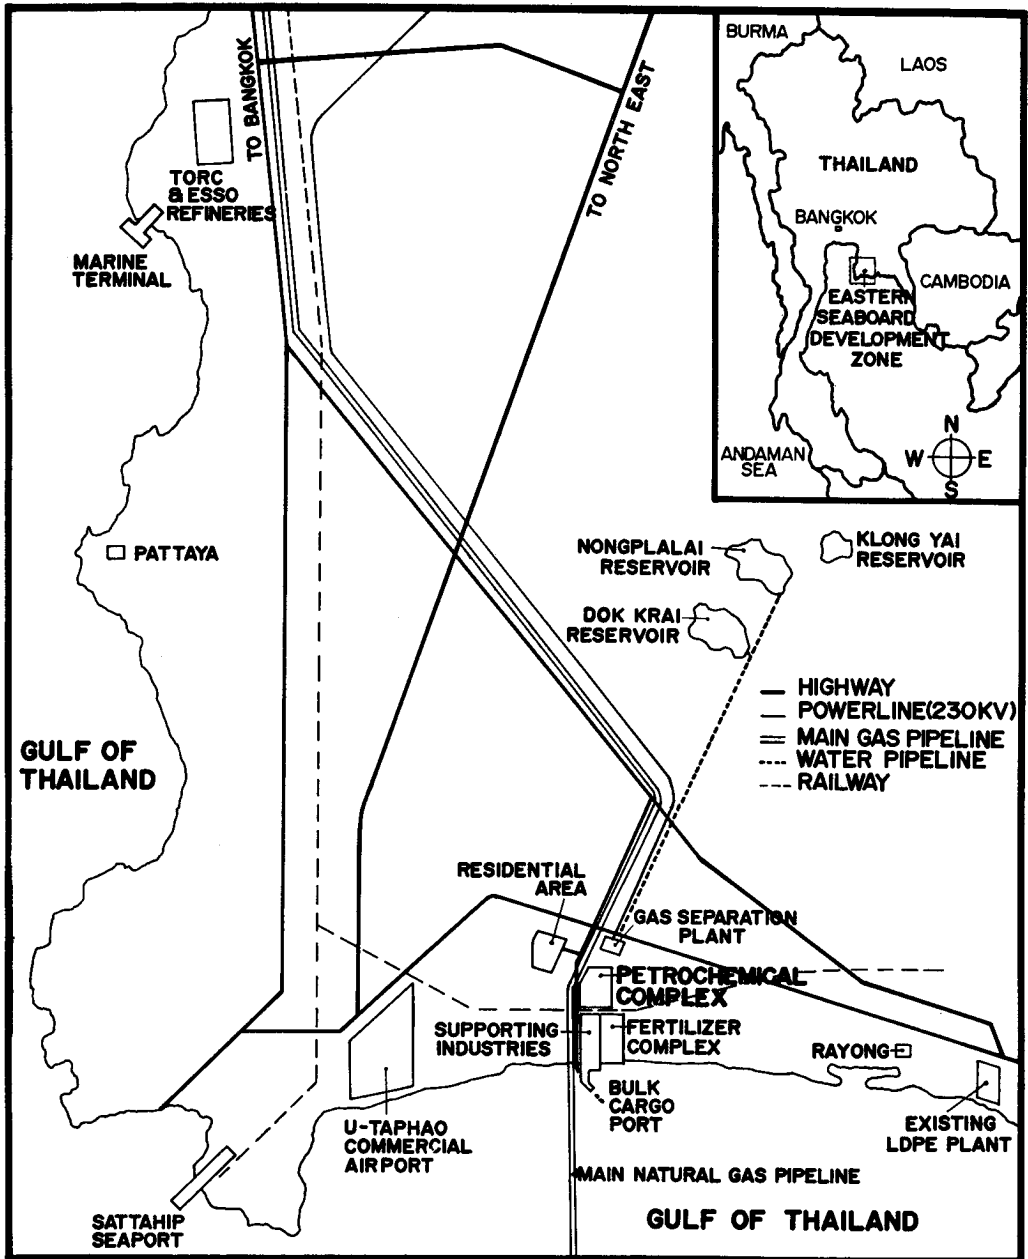 BURMA
LAOS
THAILAND
BANGKOK
CAMBODIA
EASTERN
SEABOARD
DEVELOPMENT
ZONE
ANDAMAN
SEA
N
W
E
S
TO BANGKOK
TO NORTH EAST
TORC
& ESSO
REFINERIES
MARINE
TERMINAL
PATTAYA
NONGPLALAI
RESERVOIR
KLONG YAI
RESERVOIR
DOK KRAI
RESERVOIR
HIGHWAY
POWERLINE(230KV)
MAIN GAS PIPELINE
WATER PIPELINE
RAILWAY
GULF OF
THAILAND
RESIDENTIAL
AREA
GAS SEPARATION
PLANT
PETROCHEMICAL
COMPLEX
SUPPORTING
INDUSTRIES
FERTILIZER
COMPLEX
RAYONG
BULK
CARGO
PORT
EXISTING
LDPE PLANT
U-TAPHAO
COMMERCIAL
AIRPORT
MAIN NATURAL GAS PIPELINE
SATTAHIP
SEAPORT
GULF OF THAILAND